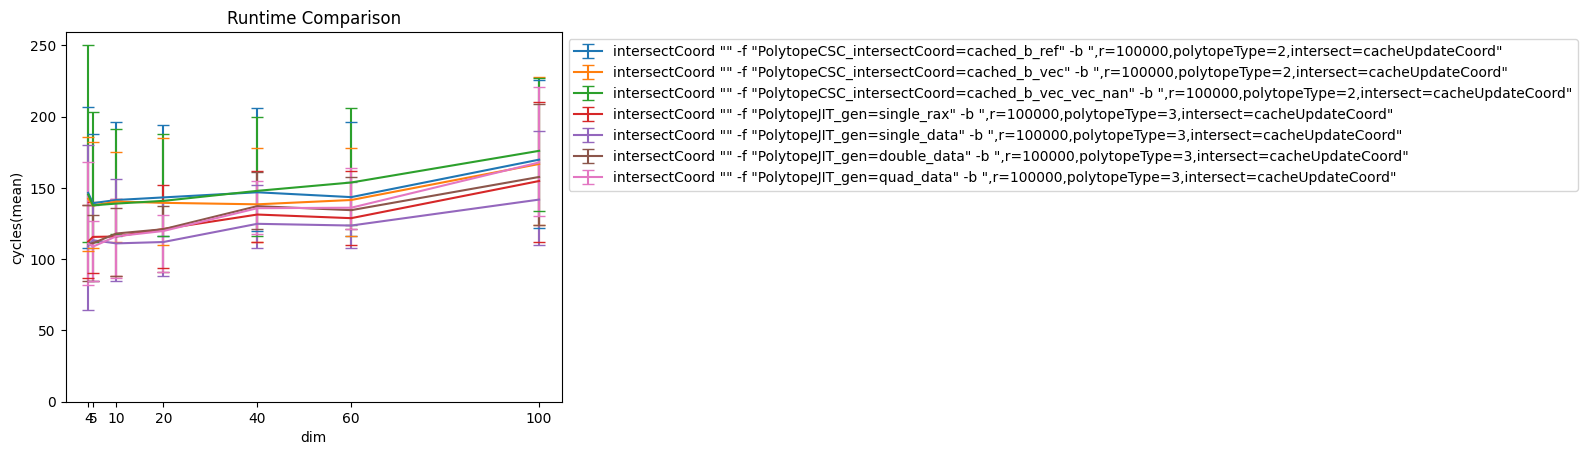 Runtime Comparison
250
200
150
100
50
0
cycles(mean)
4 5 10 20 40 60 100
dim
intersectCoord "" -f "PolytopeCSC_intersectCoord=cached_b_ref" -b ",r=100000,polytopeType=2,intersect=cacheUpdateCoord"
intersectCoord "" -f "PolytopeCSC_intersectCoord=cached_b_vec" -b ",r=100000,polytopeType=2,intersect=cacheUpdateCoord"
intersectCoord "" -f "PolytopeCSC_intersectCoord=cached_b_vec_vec_nan" -b ",r=100000,polytopeType=2,intersect=cacheUpdateCoord"
intersectCoord "" -f "PolytopeJIT_gen=single_rax" -b ",r=100000,polytopeType=3,intersect=cacheUpdateCoord"
intersectCoord "" -f "PolytopeJIT_gen=single_data" -b ",r=100000,polytopeType=3,intersect=cacheUpdateCoord"
intersectCoord "" -f "PolytopeJIT_gen=double_data" -b ",r=100000,polytopeType=3,intersect=cacheUpdateCoord"
intersectCoord "" -f "PolytopeJIT_gen=quad_data" -b ",r=100000,polytopeType=3,intersect=cacheUpdateCoord"